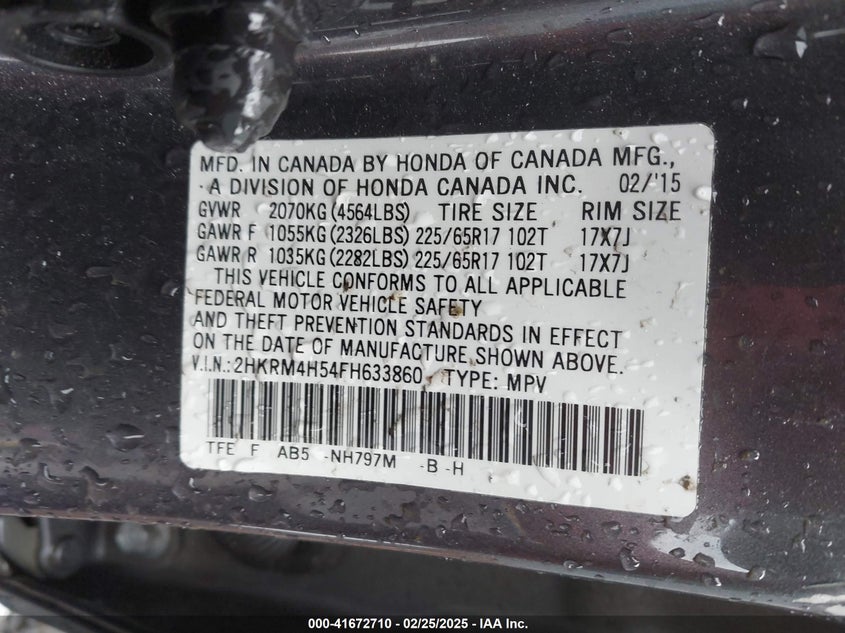 MFD. IN CANADA BY HONDA OF CANADA MFG.,
A DIVISION OF HONDA CANADA INC. 02/'15
GVWR 2070KG (4564LBS) TIRE SIZE RIM SIZE
GAWR F 1055KG (2326LBS) 225/65R17 102T 17X7J
GAWR R 1035KG (2282LBS) 225/65R17 102T 17X7J
THIS VEHICLE CONFORMS TO ALL APPLICABLE
FEDERAL MOTOR VEHICLE SAFETY
AND THEFT PREVENTION STANDARDS IN EFFECT
ON THE DATE OF MANUFACTURE SHOWN ABOVE.
V.I.N.: 2HKRM4H54FH633860 TYPE: MPV
TFE F AB5 -NH797M -B -H
000-41672710 - 02/25/2025 - IAA Inc.